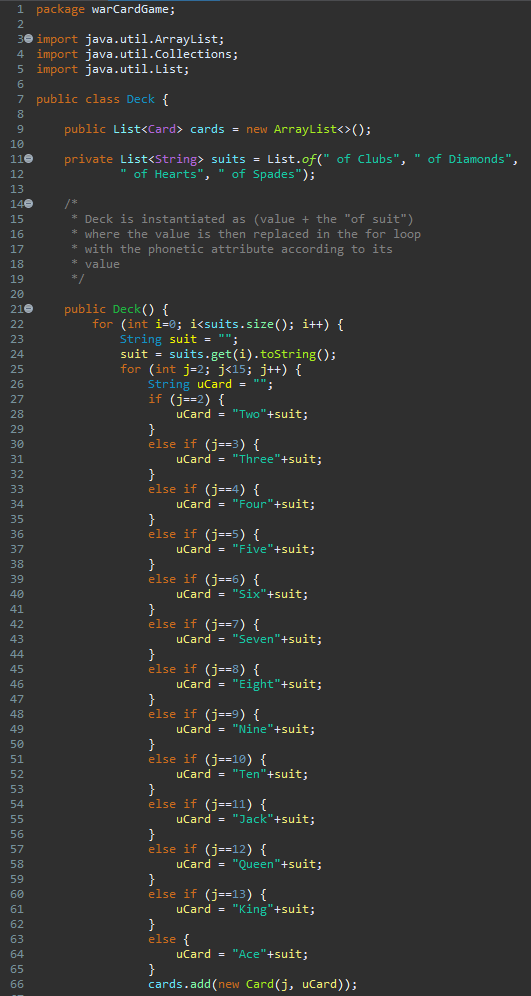 1 package warCardGame;
2
3 import java.util.ArrayList;
4 import java.util.Collections;
5 import java.util.List;
6
7 public class Deck {
8
9     public List<Card> cards = new ArrayList<>();
10
11     private List<String> suits = List.of(" of Clubs", " of Diamonds",
12             " of Hearts", " of Spades");
13
14     /*
15      * Deck is instantiated as (value + the "of suit")
16      * where the value is then replaced in the for loop
17      * with the phonetic attribute according to its
18      * value
19      */
20
21     public Deck() {
22         for (int i=0; i<suits.size(); i++) {
23             String suit = "";
24             suit = suits.get(i).toString();
25             for (int j=2; j<15; j++) {
26                 String uCard = "";
27                 if (j==2) {
28                     uCard = "Two"+suit;
29                 }
30                 else if (j==3) {
31                     uCard = "Three"+suit;
32                 }
33                 else if (j==4) {
34                     uCard = "Four"+suit;
35                 }
36                 else if (j==5) {
37                     uCard = "Five"+suit;
38                 }
39                 else if (j==6) {
40                     uCard = "Six"+suit;
41                 }
42                 else if (j==7) {
43                     uCard = "Seven"+suit;
44                 }
45                 else if (j==8) {
46                     uCard = "Eight"+suit;
47                 }
48                 else if (j==9) {
49                     uCard = "Nine"+suit;
50                 }
51                 else if (j==10) {
52                     uCard = "Ten"+suit;
53                 }
54                 else if (j==11) {
55                     uCard = "Jack"+suit;
56                 }
57                 else if (j==12) {
58                     uCard = "Queen"+suit;
59                 }
60                 else if (j==13) {
61                     uCard = "King"+suit;
62                 }
63                 else {
64                     uCard = "Ace"+suit;
65                 }
66                 cards.add(new Card(j, uCard));